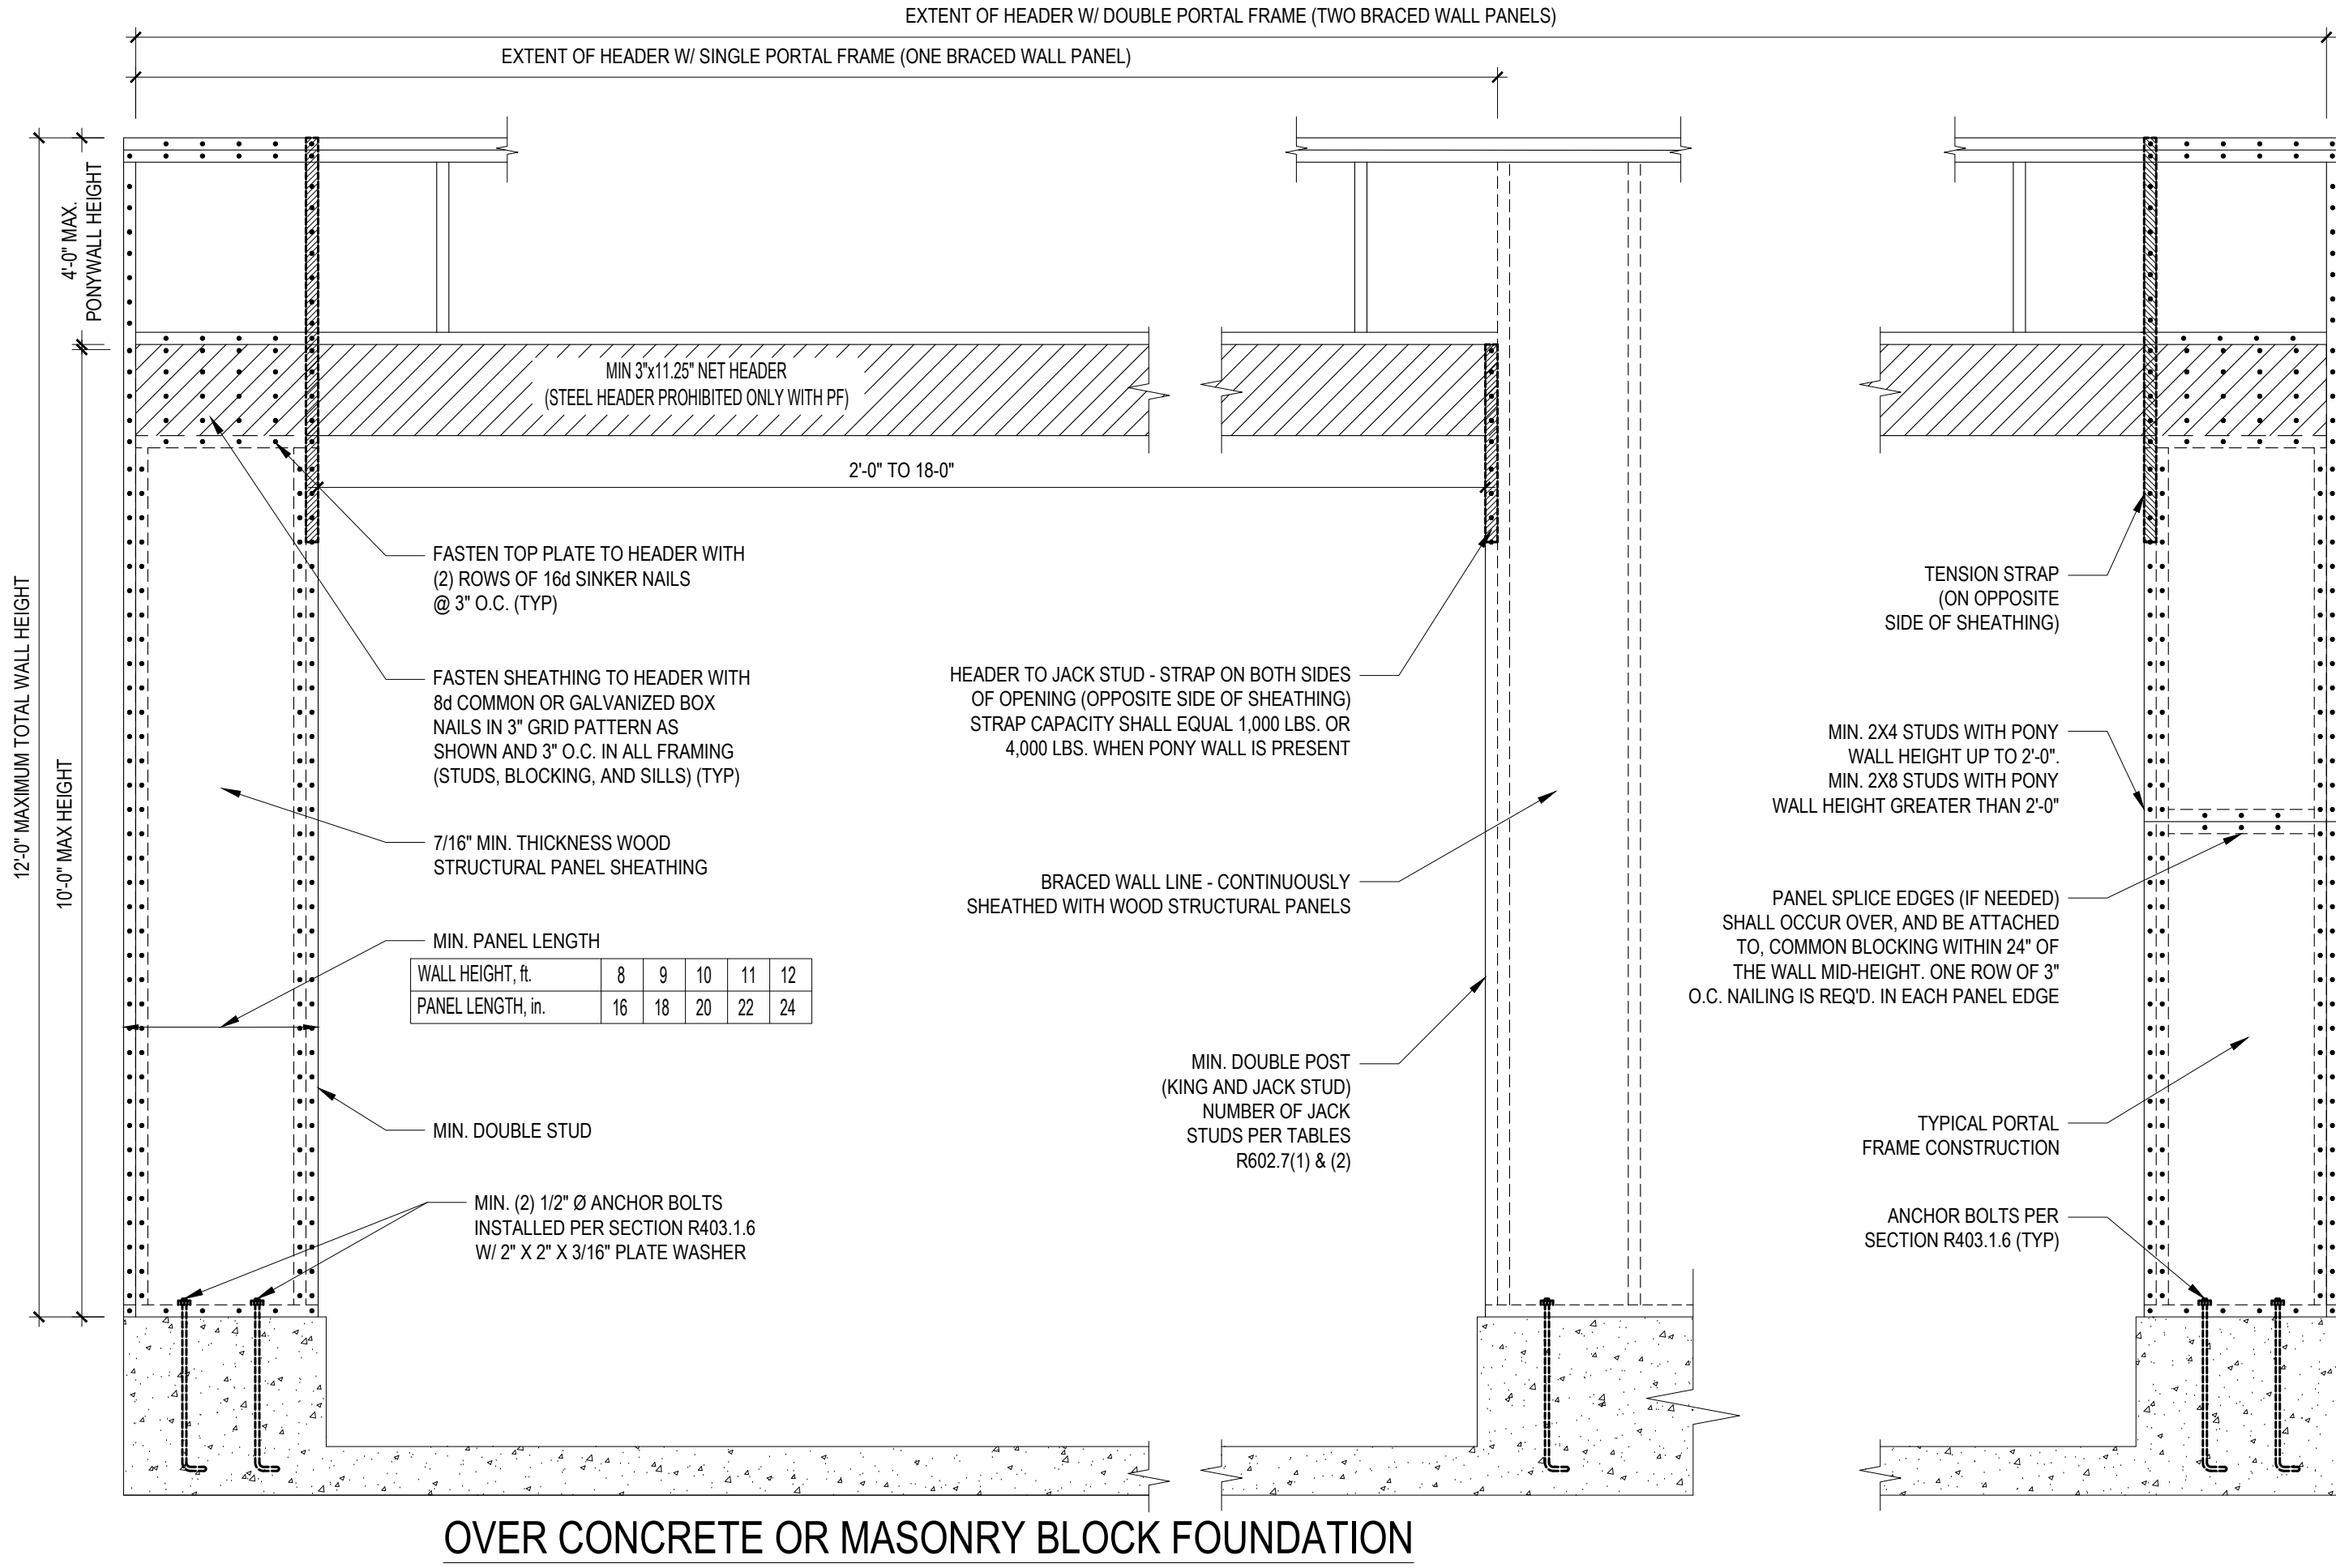 EXTENT OF HEADER W/ DOUBLE PORTAL FRAME (TWO BRACED WALL PANELS)
EXTENT OF HEADER W/ SINGLE PORTAL FRAME (ONE BRACED WALL PANEL)
12'-0" MAXIMUM TOTAL WALL HEIGHT
4'-0" MAX.
PONYWALL HEIGHT
10'-0" MAX HEIGHT
MIN 3"x11.25" NET HEADER
(STEEL HEADER PROHIBITED ONLY WITH PF)
2'-0" TO 18-0"
FASTEN TOP PLATE TO HEADER WITH
(2) ROWS OF 16d SINKER NAILS
@ 3" O.C. (TYP)
FASTEN SHEATHING TO HEADER WITH
8d COMMON OR GALVANIZED BOX
NAILS IN 3" GRID PATTERN AS
SHOWN AND 3" O.C. IN ALL FRAMING
(STUDS, BLOCKING, AND SILLS) (TYP)
7/16" MIN. THICKNESS WOOD
STRUCTURAL PANEL SHEATHING
MIN. PANEL LENGTH
WALL HEIGHT, ft. 8 9 10 11 12
PANEL LENGTH, in. 16 18 20 22 24
MIN. DOUBLE STUD
MIN. (2) 1/2" Ø ANCHOR BOLTS
INSTALLED PER SECTION R403.1.6
W/ 2" X 2" X 3/16" PLATE WASHER
HEADER TO JACK STUD - STRAP ON BOTH SIDES
OF OPENING (OPPOSITE SIDE OF SHEATHING)
STRAP CAPACITY SHALL EQUAL 1,000 LBS. OR
4,000 LBS. WHEN PONY WALL IS PRESENT
BRACED WALL LINE - CONTINUOUSLY
SHEATHED WITH WOOD STRUCTURAL PANELS
MIN. DOUBLE POST
(KING AND JACK STUD)
NUMBER OF JACK
STUDS PER TABLES
R602.7(1) & (2)
TENSION STRAP
(ON OPPOSITE
SIDE OF SHEATHING)
MIN. 2X4 STUDS WITH PONY
WALL HEIGHT UP TO 2'-0".
MIN. 2X8 STUDS WITH PONY
WALL HEIGHT GREATER THAN 2'-0"
PANEL SPLICE EDGES (IF NEEDED)
SHALL OCCUR OVER, AND BE ATTACHED
TO, COMMON BLOCKING WITHIN 24" OF
THE WALL MID-HEIGHT. ONE ROW OF 3"
O.C. NAILING IS REQ'D. IN EACH PANEL EDGE
TYPICAL PORTAL
FRAME CONSTRUCTION
ANCHOR BOLTS PER
SECTION R403.1.6 (TYP)
OVER CONCRETE OR MASONRY BLOCK FOUNDATION